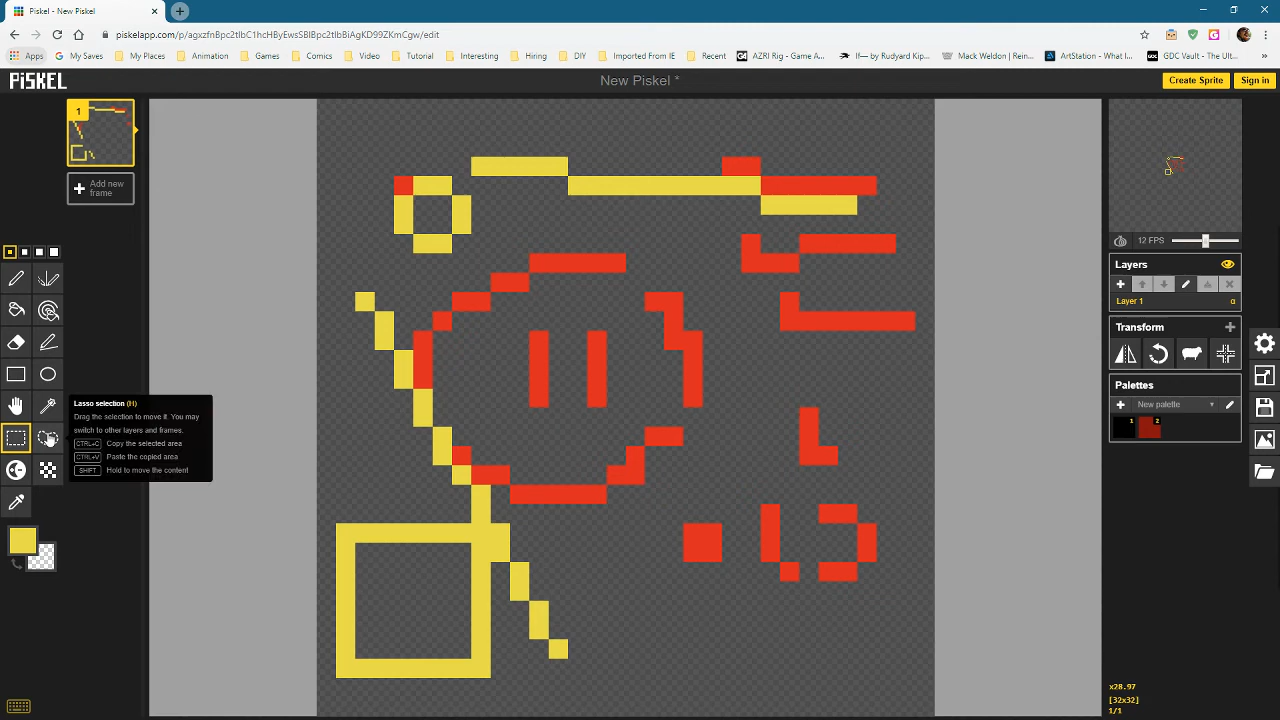 Piskel - New Piskel
piskelapp.com/p/agxzfnBpc2tlbC1hcHByEwsSBlBpc2tlbBiAgKD99ZKmCgw/edit
Apps My Saves My Places Animation Games Comics Video Tutorial Interesting Hiring DIY Imported From IE Recent AZRI Rig - Game A... If— by Rudyard Kip... Mack Weldon | Rein... ArtStation - What I... GDC Vault - The Ult... »
PiSKEL New Piskel * Create Sprite Sign in
1
Add new
frame
12 FPS
Layers
Layer 1 α
Transform
Palettes
New palette
1 2
Lasso selection (H)
Drag the selection to move it. You may
switch to other layers and frames.
CTRL+C Copy the selected area
CTRL+V Paste the copied area
SHIFT Hold to move the content
x28.97
[32x32]
1/1